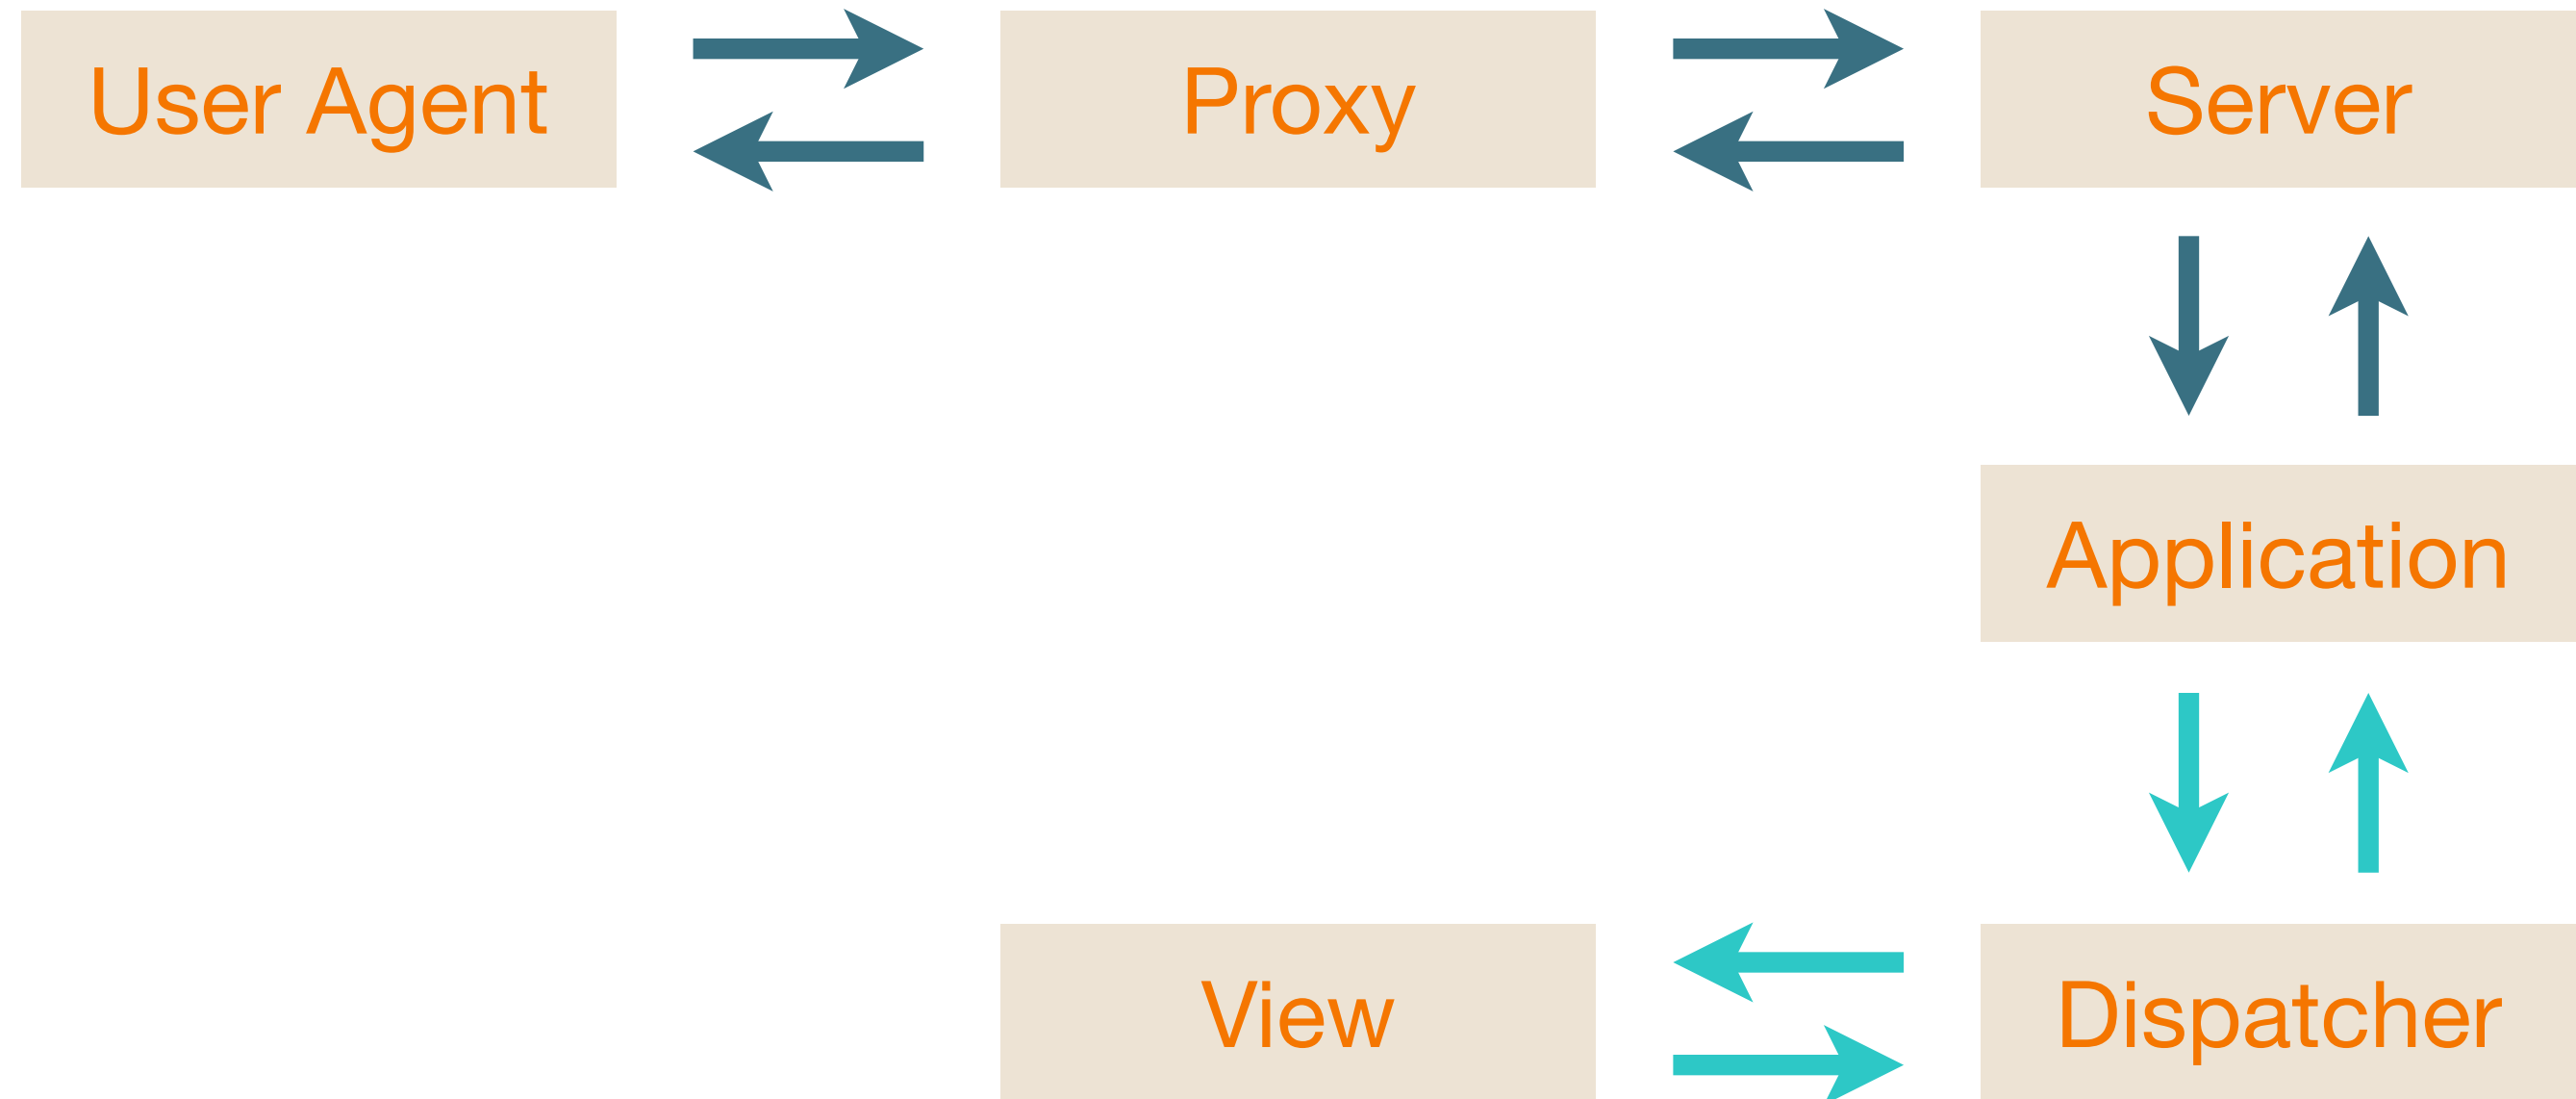 User Agent
Proxy
Server
Application
View
Dispatcher